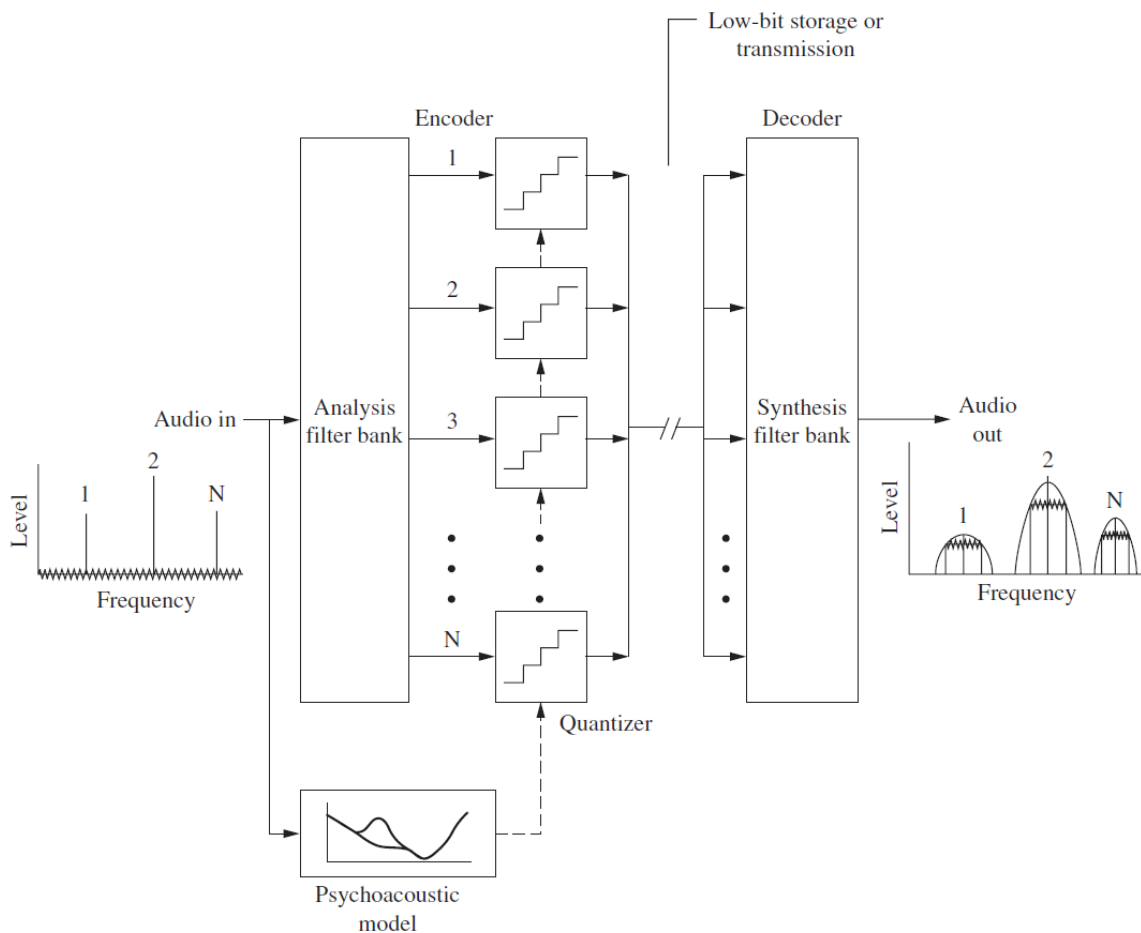 Low-bit storage or
transmission
Encoder
Decoder
1
2
3
N
Audio in
Analysis
filter bank
Synthesis
filter bank
Audio
out
Level
1
2
N
Frequency
Level
1
2
N
Frequency
Quantizer
Psychoacoustic
model